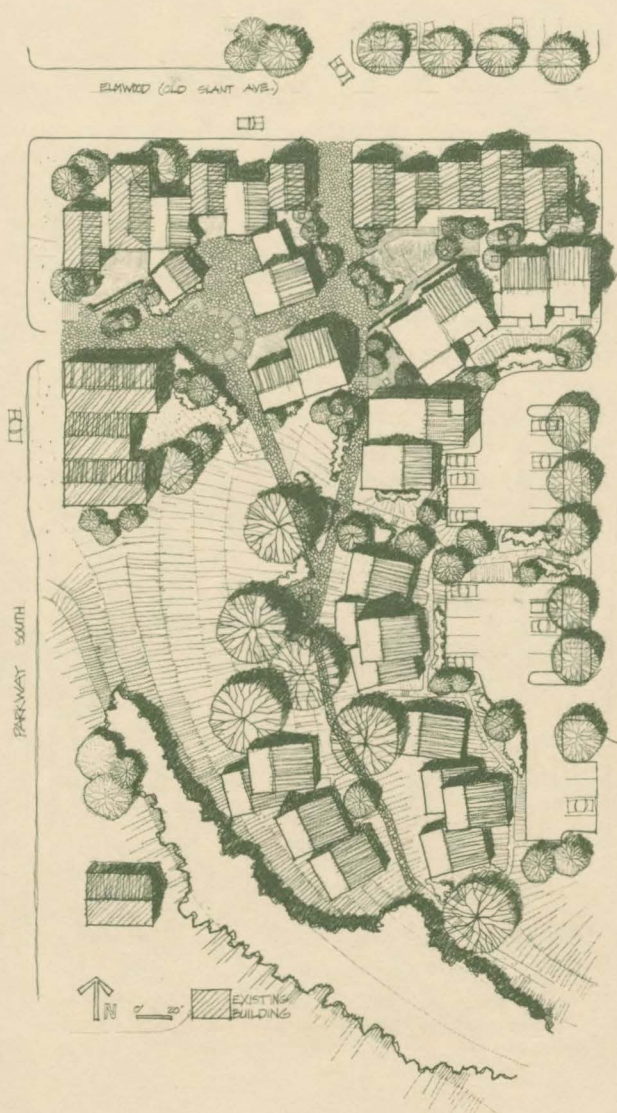 ELMWOOD (OLD SLANT AVE.)
PARKWAY SOUTH
N
0' 20'
EXISTING
BUILDING